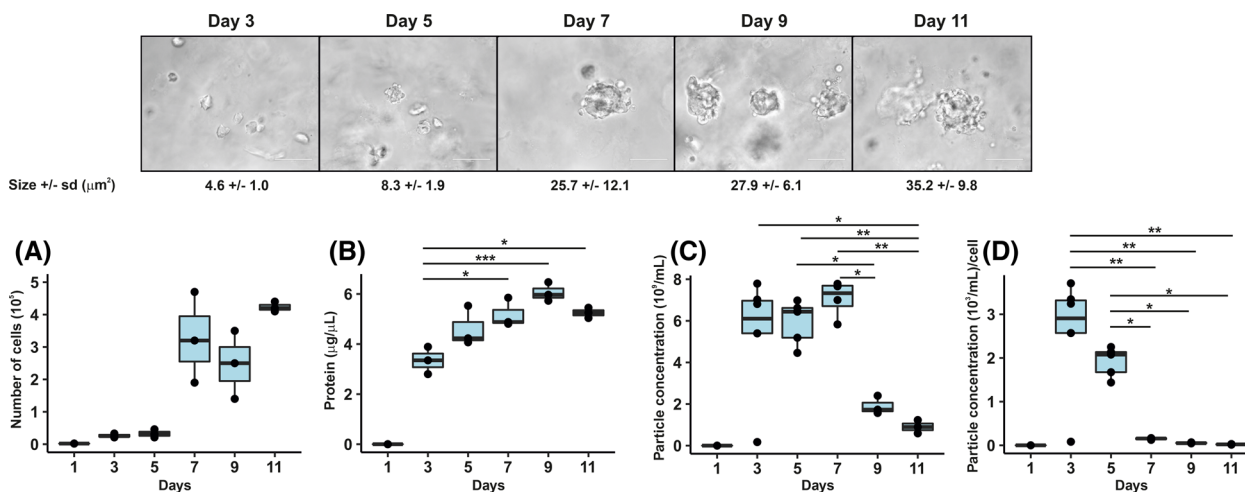 Day 3 Day 5 Day 7 Day 9 Day 11
Size +/- sd (μm²) 4.6 +/- 1.0 8.3 +/- 1.9 25.7 +/- 12.1 27.9 +/- 6.1 35.2 +/- 9.8
(A)
Number of cells (10⁵)
5
4
3
2
1
0
1 3 5 7 9 11
Days
(B)
Protein (μg/μL)
6
4
2
0
*
***
*
1 3 5 7 9 11
Days
(C)
Particle concentration (10⁹/mL)
8
6
4
2
0
*
**
**
*
*
1 3 5 7 9 11
Days
(D)
Particle concentration (10³/mL)/cell
3
2
1
0
**
**
**
*
*
*
1 3 5 7 9 11
Days